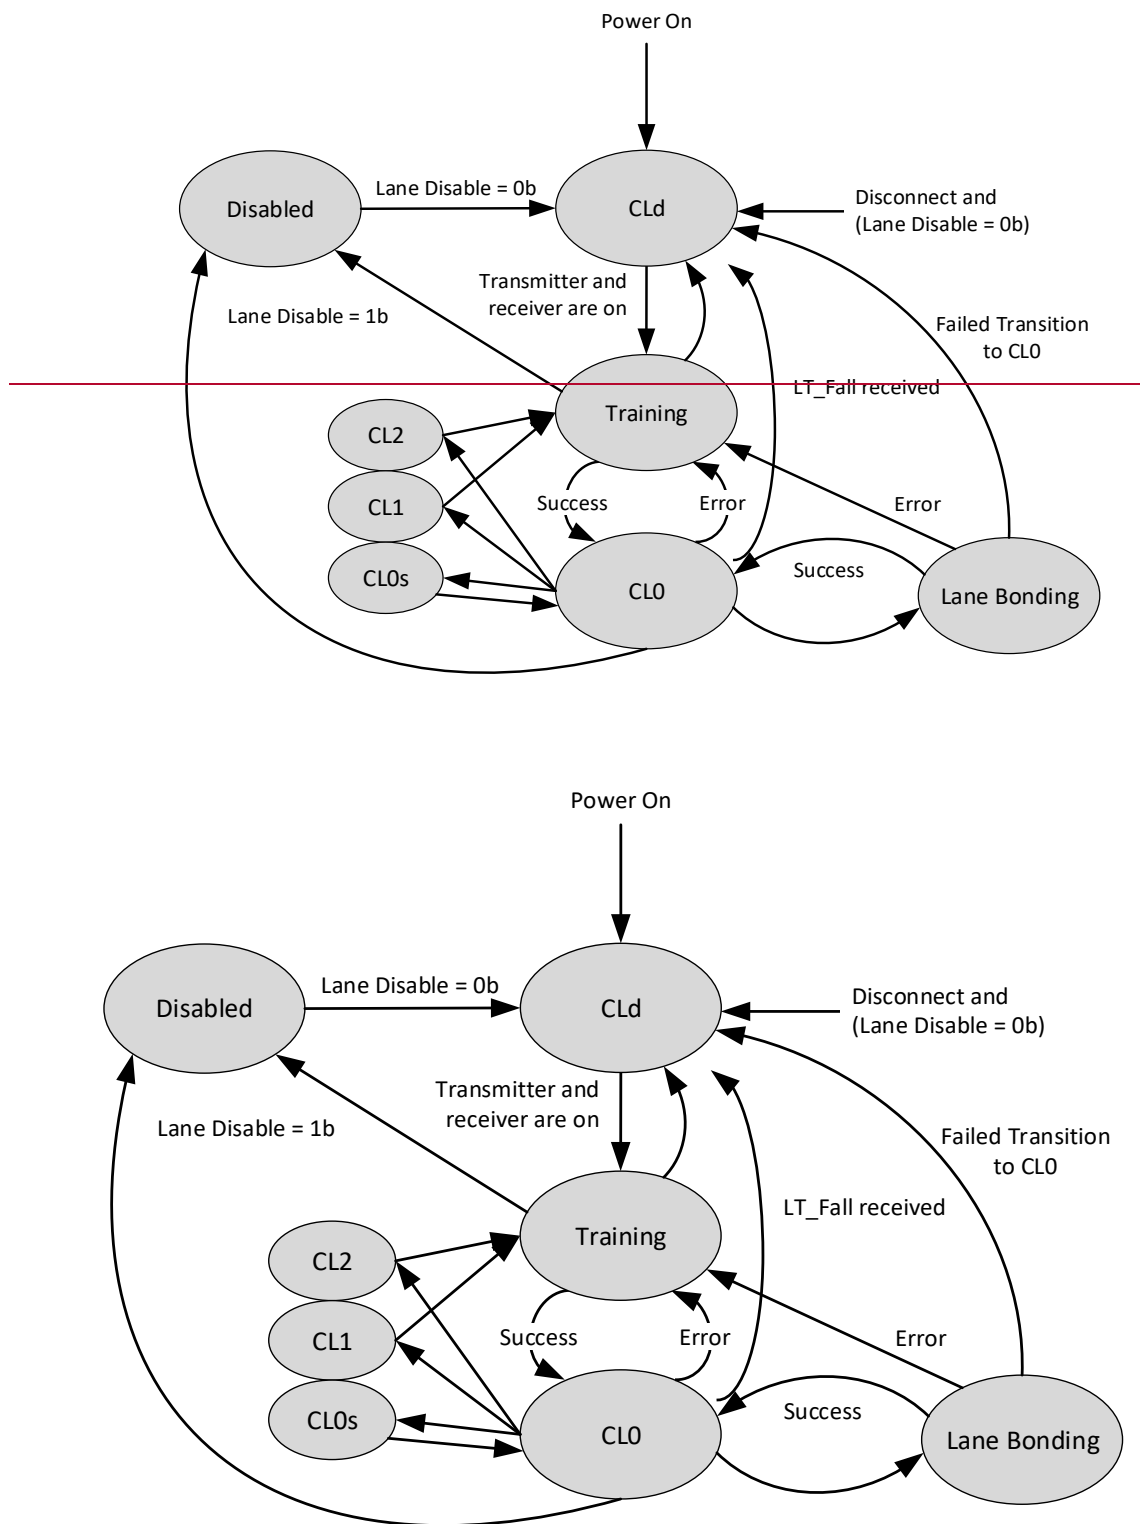 Power On
Disabled
Lane Disable = 0b
CLd
Disconnect and
(Lane Disable = 0b)
Transmitter and
receiver are on
Lane Disable = 1b
Failed Transition
to CL0
LT_Fall received
Training
CL2
CL1
CL0s
Success
Error
Error
CL0
Success
Lane Bonding
Power On
Disabled
Lane Disable = 0b
CLd
Disconnect and
(Lane Disable = 0b)
Transmitter and
receiver are on
Lane Disable = 1b
Failed Transition
to CL0
LT_Fall received
Training
CL2
CL1
CL0s
Success
Error
Error
CL0
Success
Lane Bonding